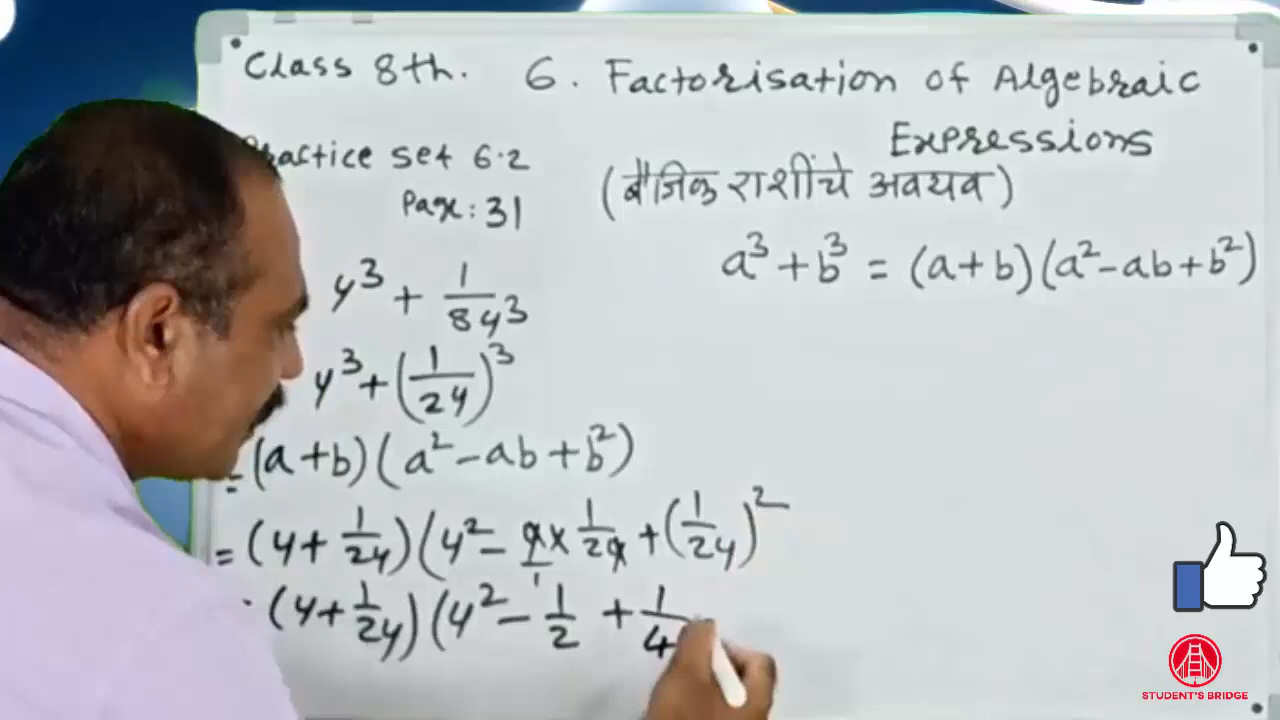 Class 8th. 6. Factorisation of Algebraic
Expressions
Practice set 6.2
(बैजिक राशींचे अवयव)
Page: 31
a³ + b³ = (a+b)(a²-ab+b²)
y³ + 1/8y³
y³ + (1/2y)³
= (a+b)(a²-ab+b²)
= (y + 1/2y)(y² - y × 1/2y + (1/2y)²
(y + 1/2y)(y² - 1/2 + 1/4
STUDENT'S BRIDGE